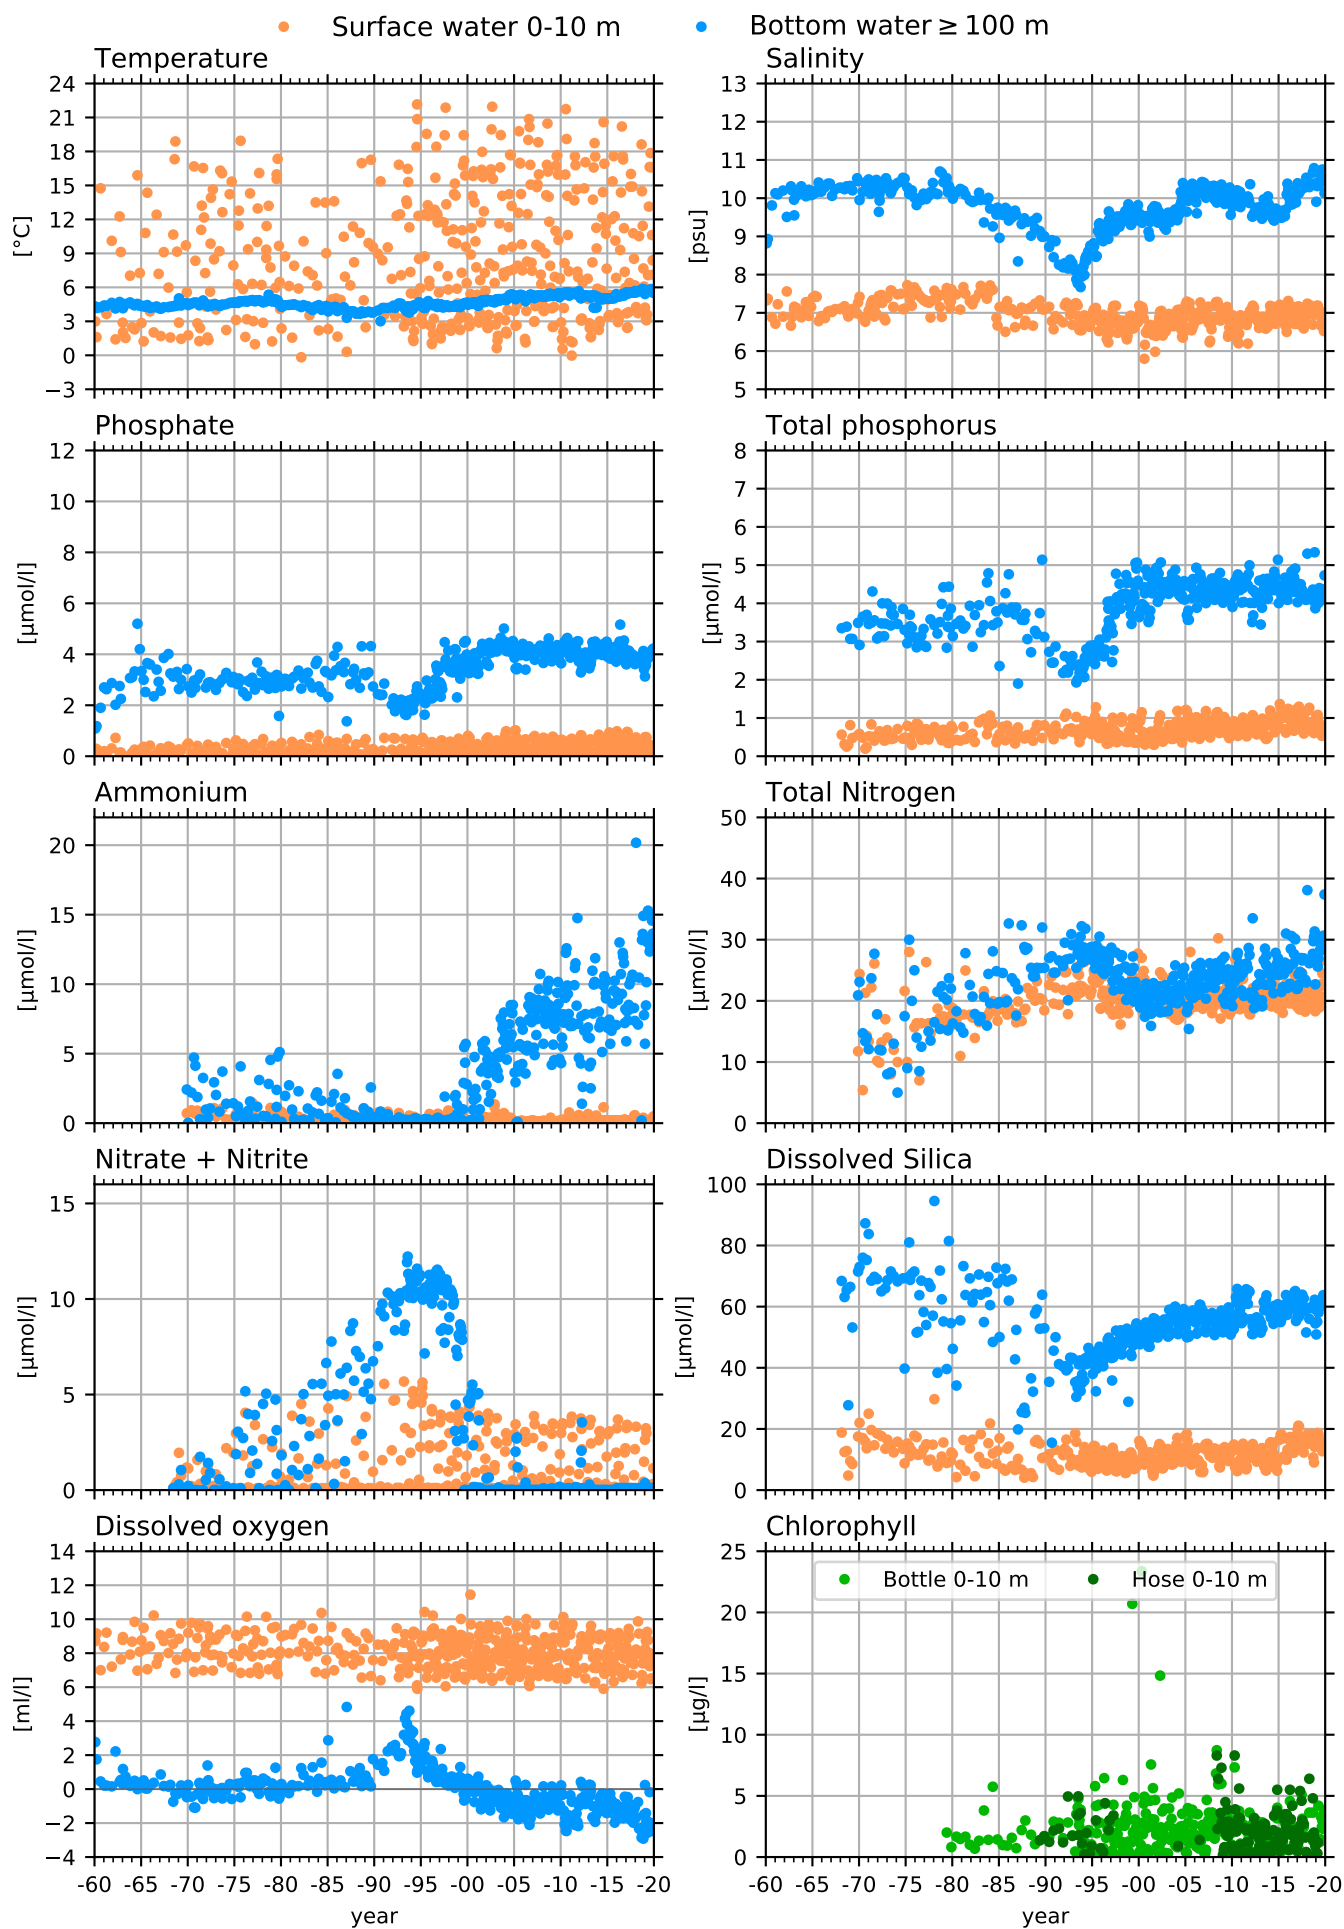 Surface water 0-10 m
Bottom water ≥ 100 m
Temperature
24
21
18
15
12
9
6
3
0
−3
[°C]
Salinity
13
12
11
10
9
8
7
6
5
[psu]
Phosphate
12
10
8
6
4
2
0
[µmol/l]
Total phosphorus
8
7
6
5
4
3
2
1
0
[µmol/l]
Ammonium
20
15
10
5
0
[µmol/l]
Total Nitrogen
50
40
30
20
10
0
[µmol/l]
Nitrate + Nitrite
15
10
5
0
[µmol/l]
Dissolved Silica
100
80
60
40
20
0
[µmol/l]
Dissolved oxygen
14
12
10
8
6
4
2
0
−2
−4
[ml/l]
-60 -65 -70 -75 -80 -85 -90 -95 -00 -05 -10 -15 -20
year
Chlorophyll
Bottle 0-10 m
Hose 0-10 m
25
20
15
10
5
0
[µg/l]
-60 -65 -70 -75 -80 -85 -90 -95 -00 -05 -10 -15 -20
year